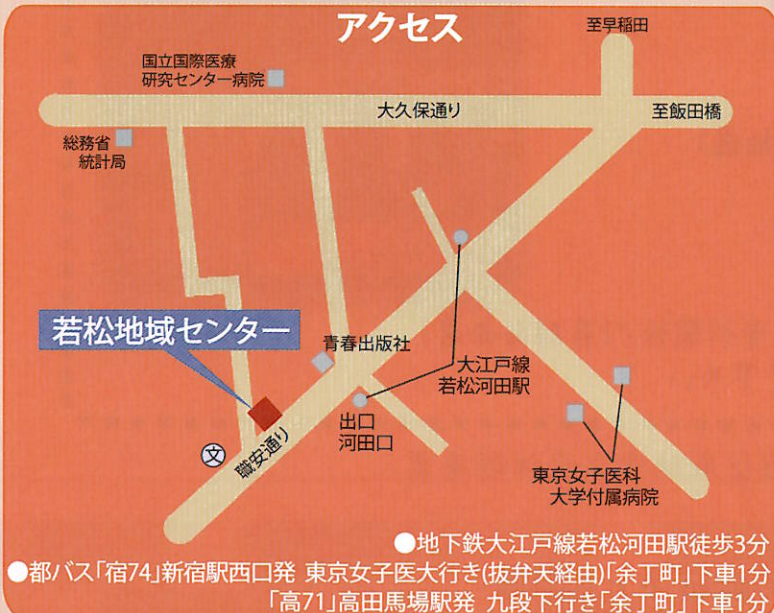 アクセス
至早稲田
国立国際医療
研究センター病院
大久保通り
至飯田橋
総務省
統計局
若松地域センター
青春出版社
大江戸線
若松河田駅
出口
河田口
文
職安通り
東京女子医科
大学付属病院
●地下鉄大江戸線若松河田駅徒歩3分
●都バス「宿74」新宿駅西口発 東京女子医大行き(抜弁天経由)「余丁町」下車1分
「高71」高田馬場駅発 九段下行き「余丁町」下車1分